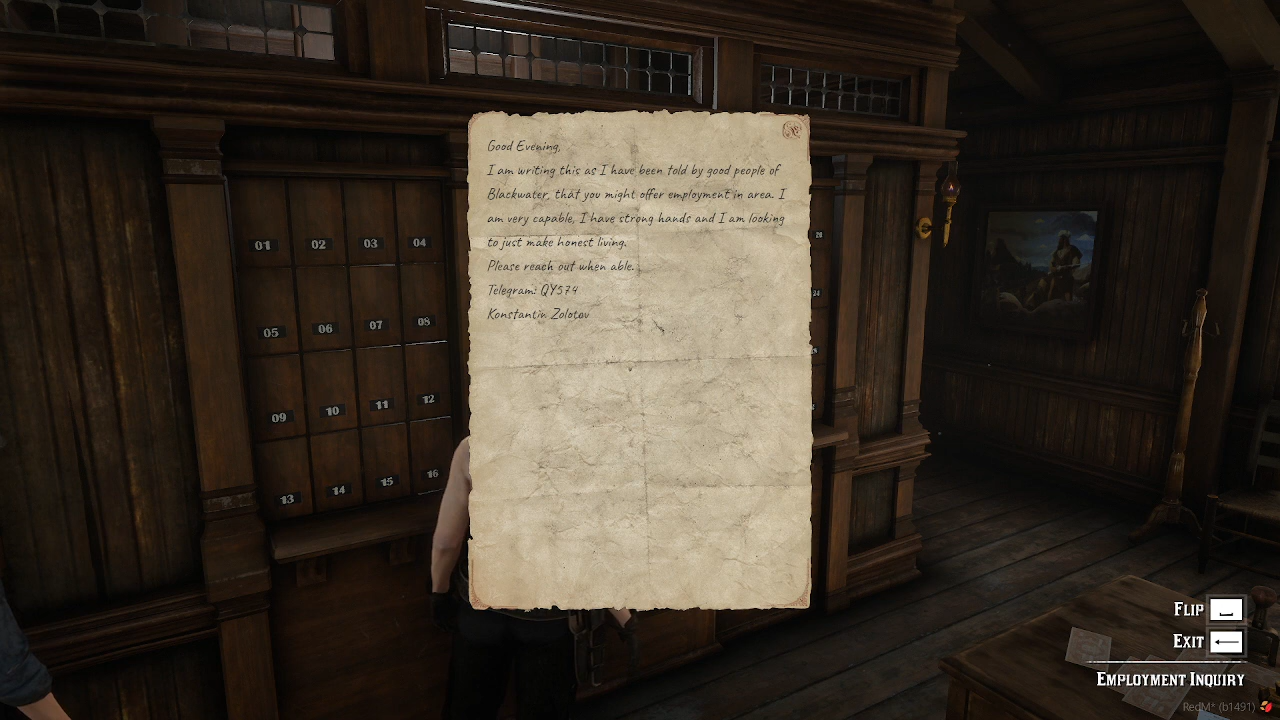 Good Evening,
I am writing this as I have been told by good people of
Blackwater, that you might offer employment in area. I
am very capable, I have strong hands and I am looking
to just make honest living.
Please reach out when able.
Telegram: QY574
Konstantin Zolotov
01 02 03 04
05 06 07 08
09 10 11 12
13 14 15 16
Flip
Exit
Employment Inquiry
RedM* (b1491)